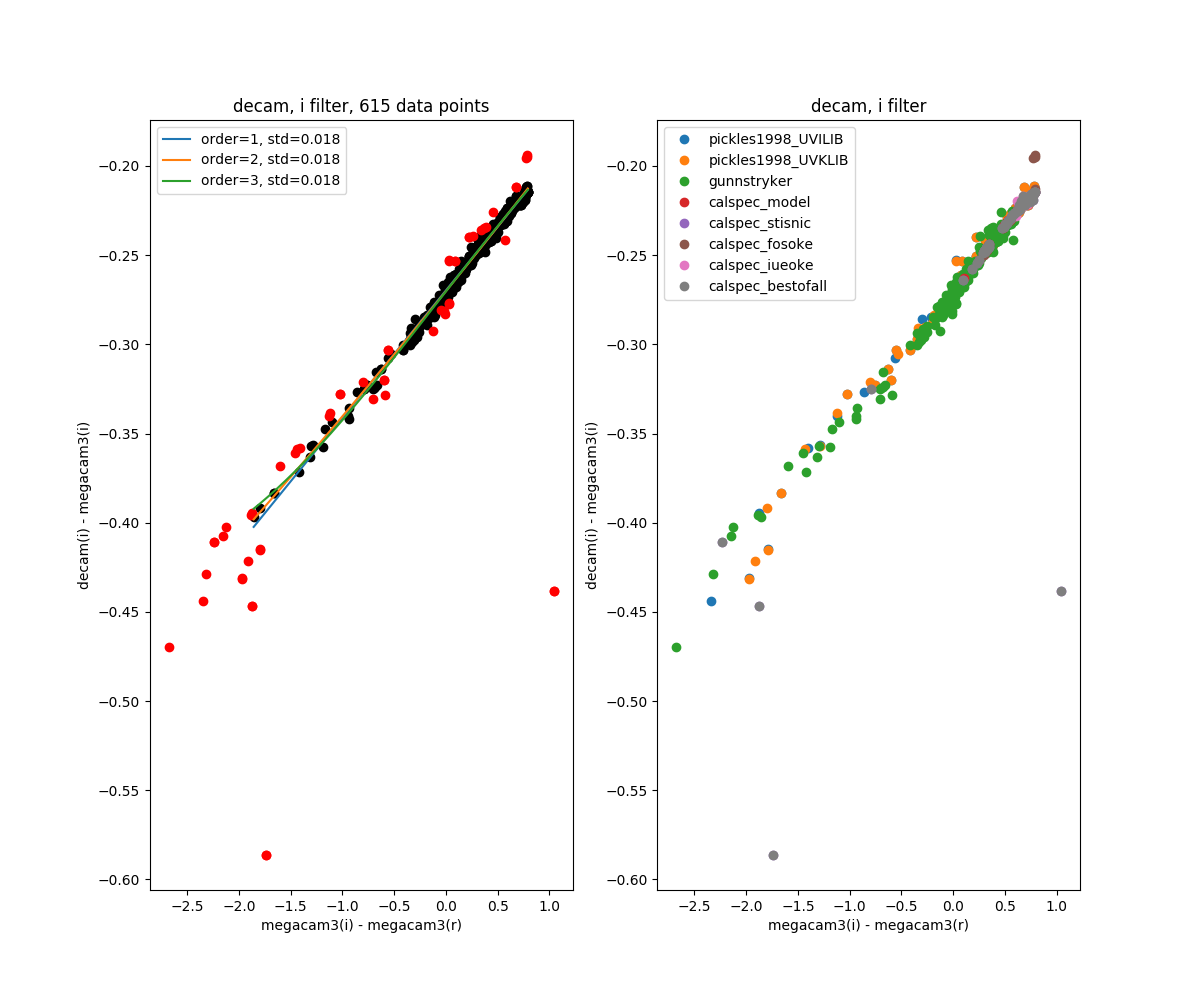 decam, i filter, 615 data points
order=1, std=0.018
order=2, std=0.018
order=3, std=0.018
−0.20
−0.25
−0.30
−0.35
−0.40
−0.45
−0.50
−0.55
−0.60
decam(i) - megacam3(i)
−2.5 −2.0 −1.5 −1.0 −0.5 0.0 0.5 1.0
megacam3(i) - megacam3(r)
decam, i filter
pickles1998_UVILIB
pickles1998_UVKLIB
gunnstryker
calspec_model
calspec_stisnic
calspec_fosoke
calspec_iueoke
calspec_bestofall
−0.20
−0.25
−0.30
−0.35
−0.40
−0.45
−0.50
−0.55
−0.60
decam(i) - megacam3(i)
−2.5 −2.0 −1.5 −1.0 −0.5 0.0 0.5 1.0
megacam3(i) - megacam3(r)